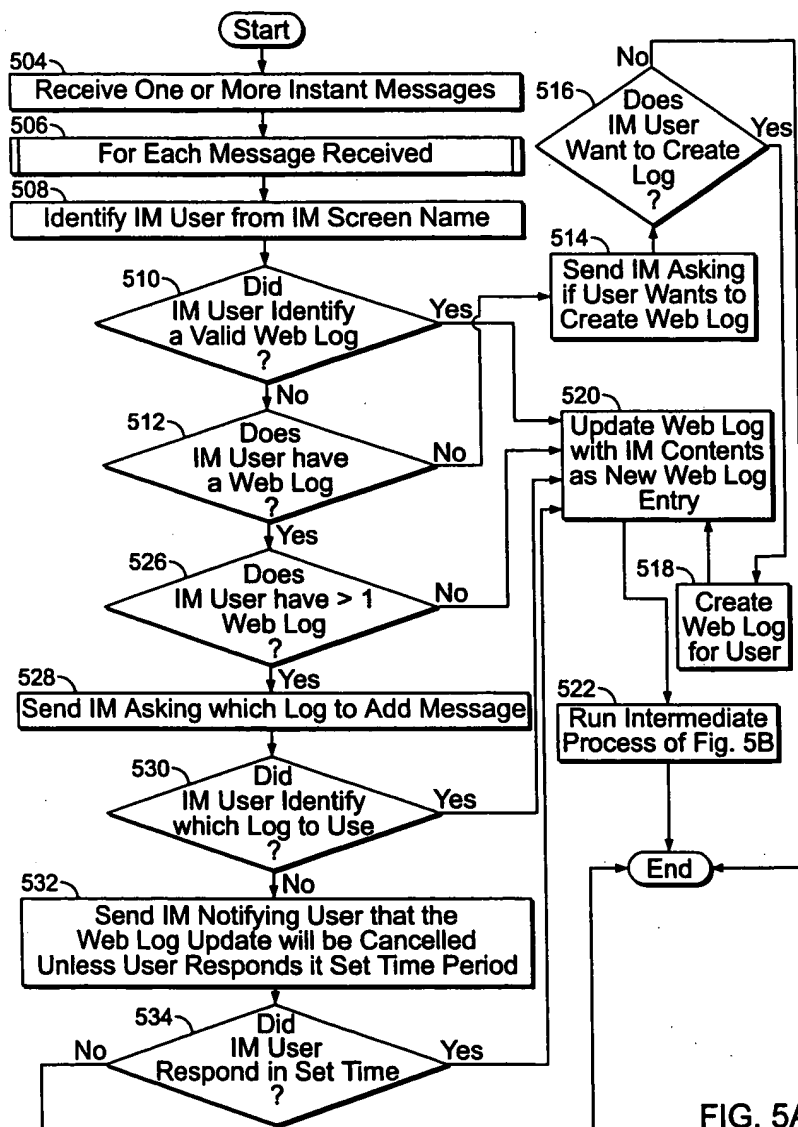 Start
504
Receive One or More Instant Messages
506
For Each Message Received
508
Identify IM User from IM Screen Name
510
Did
IM User Identify
a Valid Web Log
?
Yes
No
512
Does
IM User have
a Web Log
?
No
Yes
526
Does
IM User have > 1
Web Log
?
No
Yes
528
Send IM Asking which Log to Add Message
530
Did
IM User Identify
which Log to Use
?
Yes
No
532
Send IM Notifying User that the
Web Log Update will be Cancelled
Unless User Responds it Set Time Period
534
Did
IM User
Respond in Set Time
?
No
Yes
No
516
Does
IM User
Want to Create
Log
?
Yes
514
Send IM Asking
if User Wants to
Create Web Log
520
Update Web Log
with IM Contents
as New Web Log
Entry
518
Create
Web Log
for User
522
Run Intermediate
Process of Fig. 5B
End
FIG. 5A